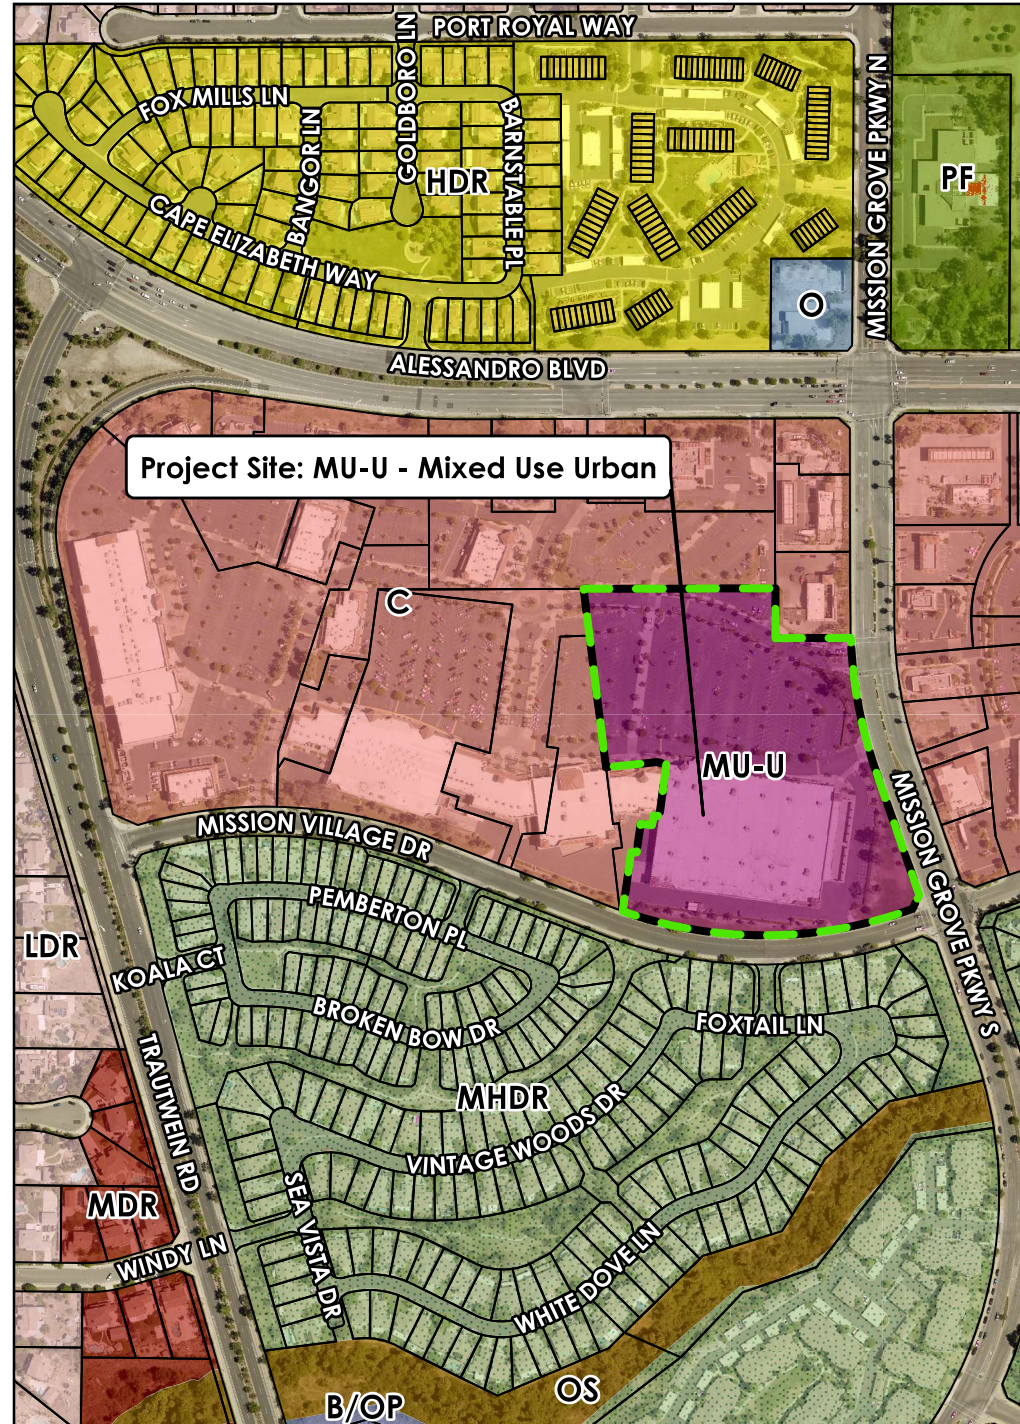 PORT ROYAL WAY
GOLDBORO LN
MISSION GROVE PKWY N
FOX MILLS LN
BANGOR LN
BARNSTABLE PL
HDR
PF
CAPE ELIZABETH WAY
O
ALESSANDRO BLVD
Project Site: MU-U - Mixed Use Urban
C
MU-U
MISSION VILLAGE DR
MISSION GROVE PKWY S
PEMBERTON PL
LDR
KOALA CT
BROKEN BOW DR
FOXTAIL LN
TRAUTWEIN RD
MHDR
VINTAGE WOODS DR
SEA VISTA DR
MDR
WINDY LN
WHITE DOVE LN
OS
B/OP